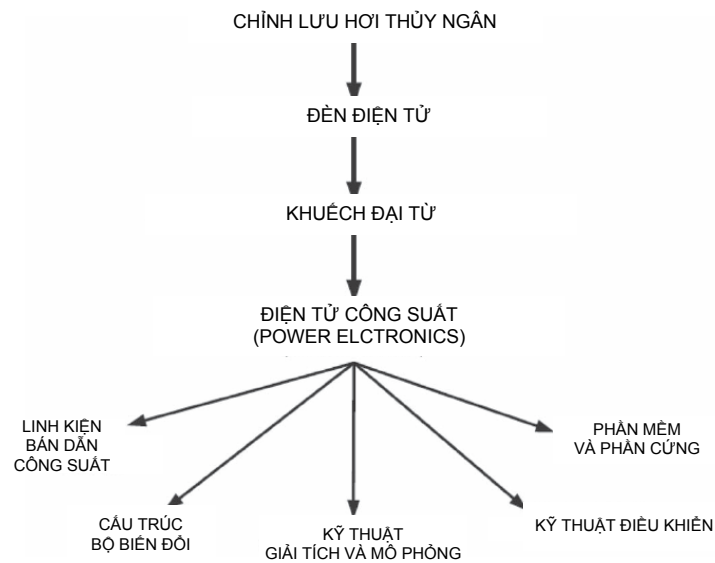 CHỈNH LƯU HƠI THỦY NGÂN
ĐÈN ĐIỆN TỬ
KHUẾCH ĐẠI TỪ
ĐIỆN TỬ CÔNG SUẤT
(POWER ELCTRONICS)
LINH KIỆN
BÁN DẪN
CÔNG SUẤT
CẤU TRÚC
BỘ BIẾN ĐỔI
KỸ THUẬT
GIẢI TÍCH VÀ MÔ PHỎNG
KỸ THUẬT ĐIỀU KHIỂN
PHẦN MỀM
VÀ PHẦN CỨNG